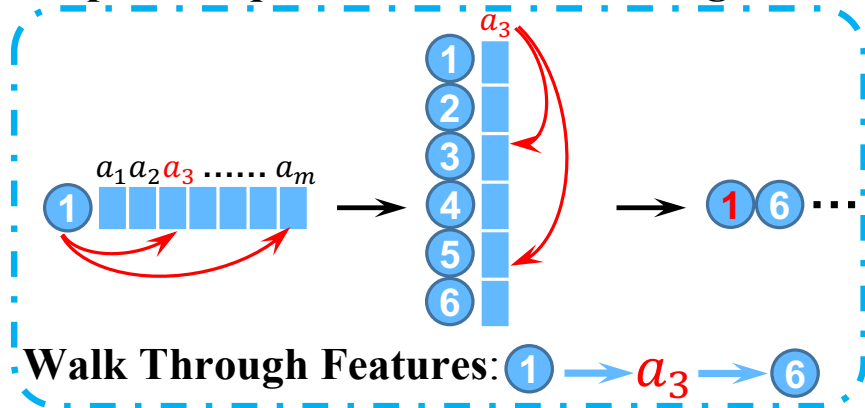 a₃
1
2
3
4
5
6
a₁ a₂ a₃ ...... a_m
1
1 6 ...
Walk Through Features: 1 → a₃ → 6